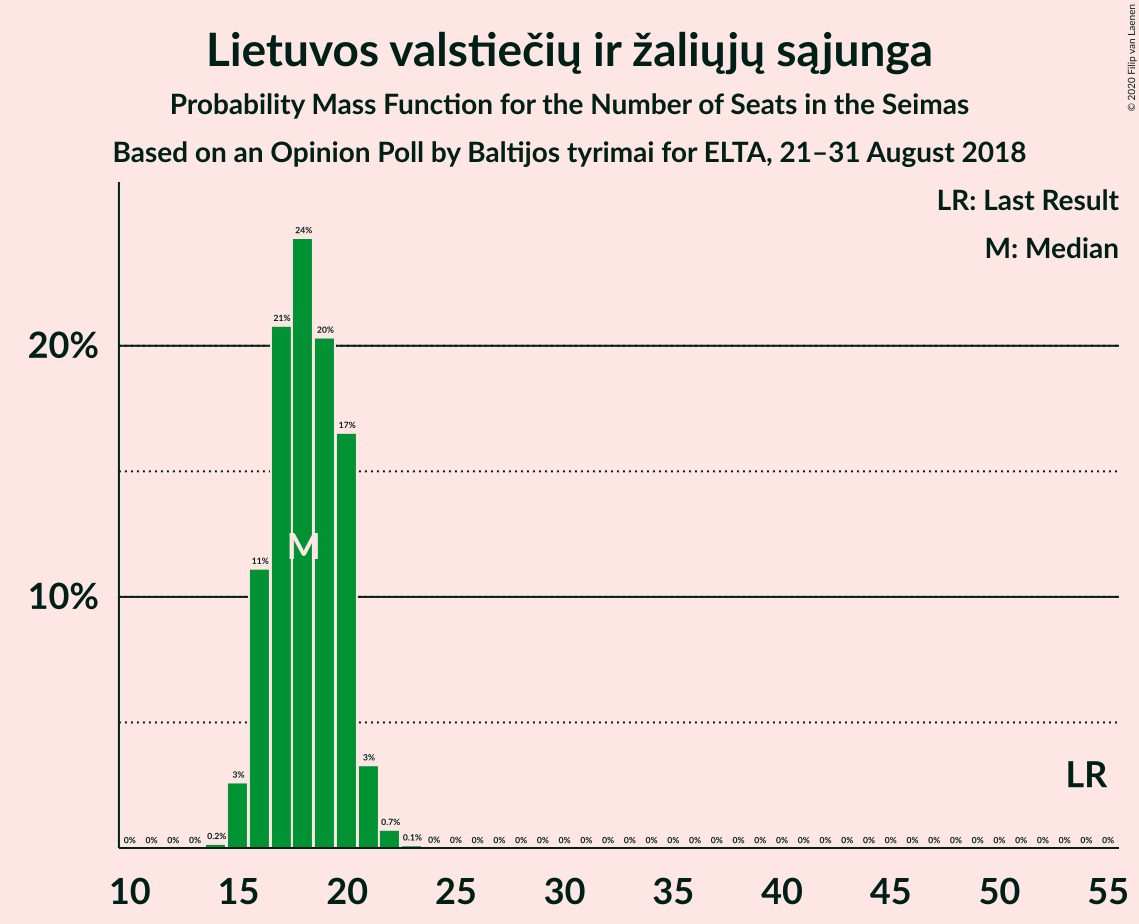 Lietuvos valstiečių ir žaliųjų sąjunga
Probability Mass Function for the Number of Seats in the Seimas
Based on an Opinion Poll by Baltijos tyrimai for ELTA, 21–31 August 2018
© 2020 Filip van Laenen
LR: Last Result
M: Median
20%
10%
0% 0% 0% 0% 0.2% 3% 11% 21% 24% 20% 17% 3% 0.7% 0.1% 0% 0% 0% 0% 0% 0% 0% 0% 0% 0% 0% 0% 0% 0% 0% 0% 0% 0% 0% 0% 0% 0% 0% 0% 0% 0% 0% 0% 0% 0% 0% 0%
M
LR
10 15 20 25 30 35 40 45 50 55